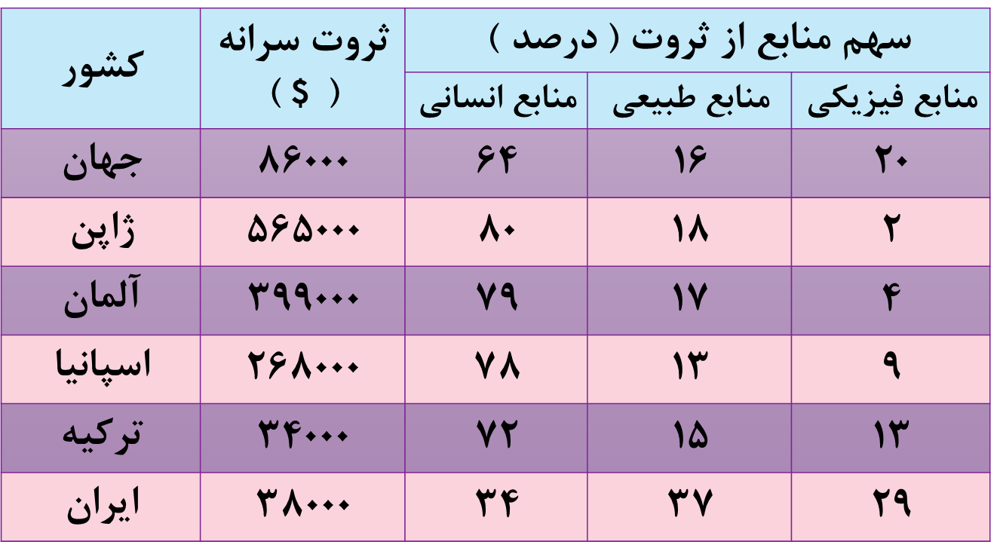 کشور ثروت سرانه ( $ ) سهم منابع از ثروت ( درصد )
منابع انسانی منابع طبیعی منابع فیزیکی
جهان ۸۶۰۰۰ ۶۴ ۱۶ ۲۰
ژاپن ۵۶۵۰۰۰ ۸۰ ۱۸ ۲
آلمان ۳۹۹۰۰۰ ۷۹ ۱۷ ۴
اسپانیا ۲۶۸۰۰۰ ۷۸ ۱۳ ۹
ترکیه ۳۴۰۰۰ ۷۲ ۱۵ ۱۳
ایران ۳۸۰۰۰ ۳۴ ۳۷ ۲۹